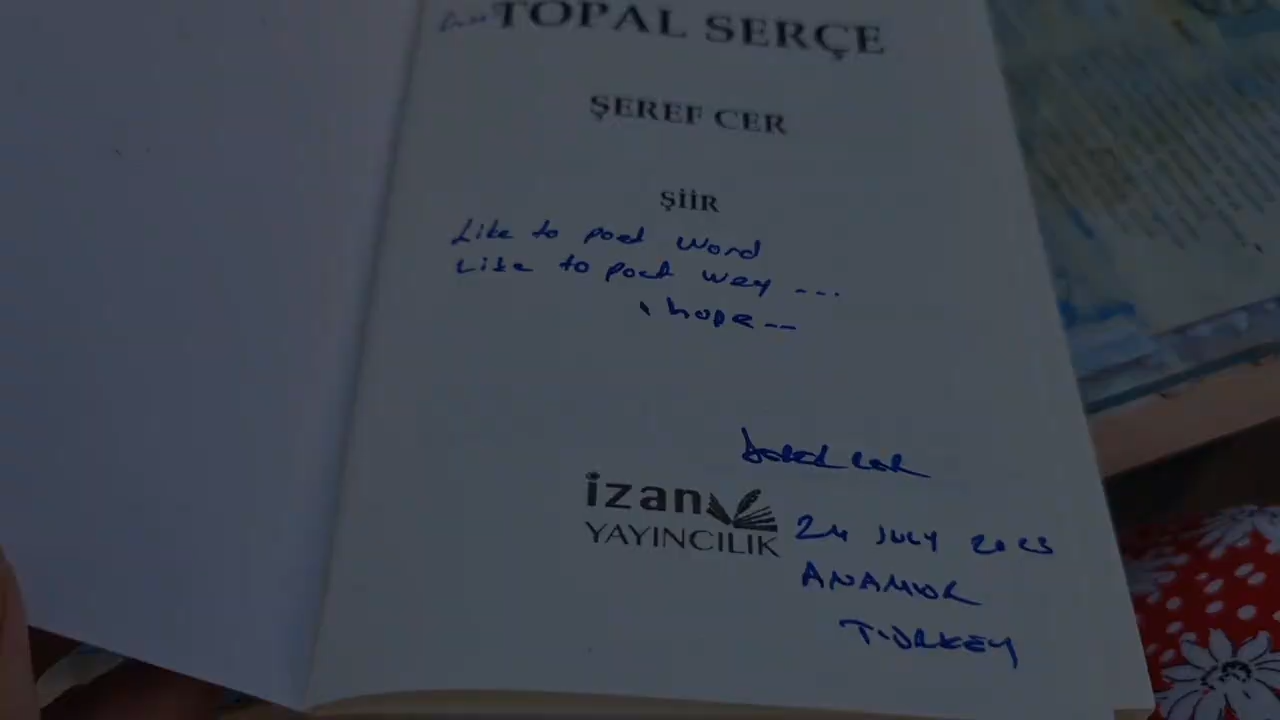 TOPAL SERÇE
ŞEREF CER
ŞİİR
Like to poet word
Like to poet wey ...
i hope --
izan
YAYINCILIK
24 JULY 2023
ANAMUR
TURKEY